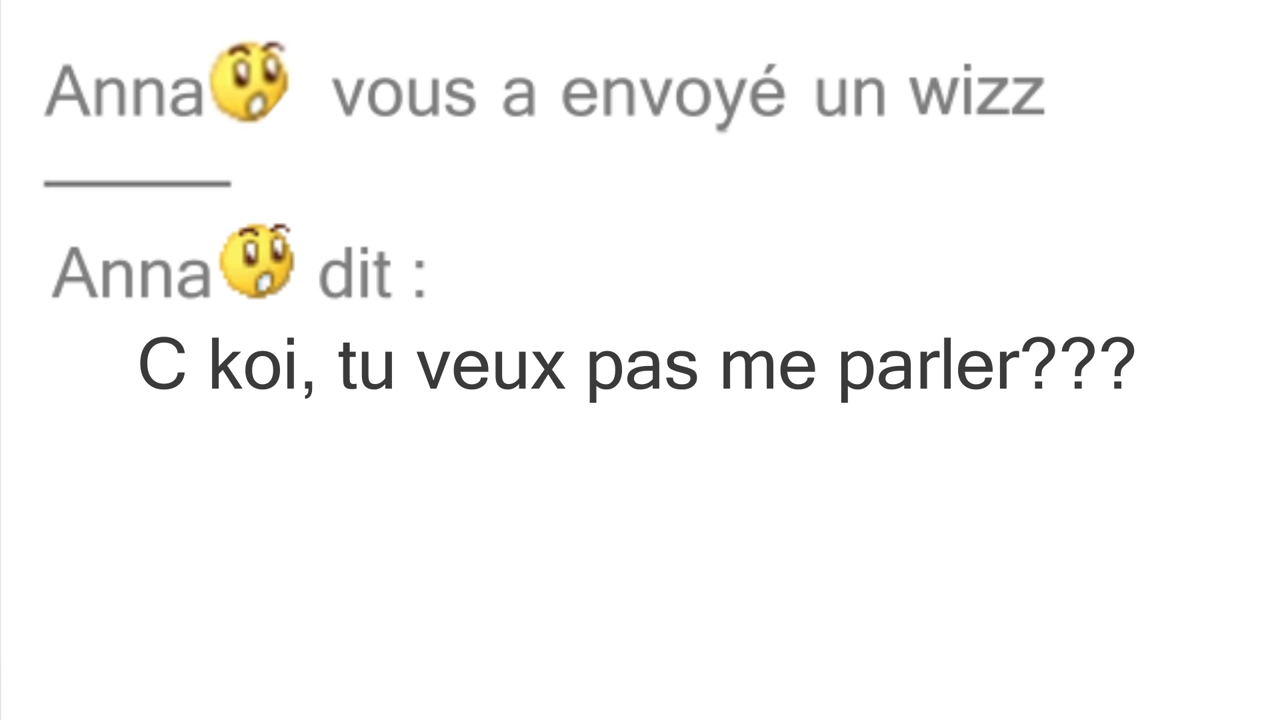 Anna vous a envoyé un wizz
Anna dit :
C koi, tu veux pas me parler???